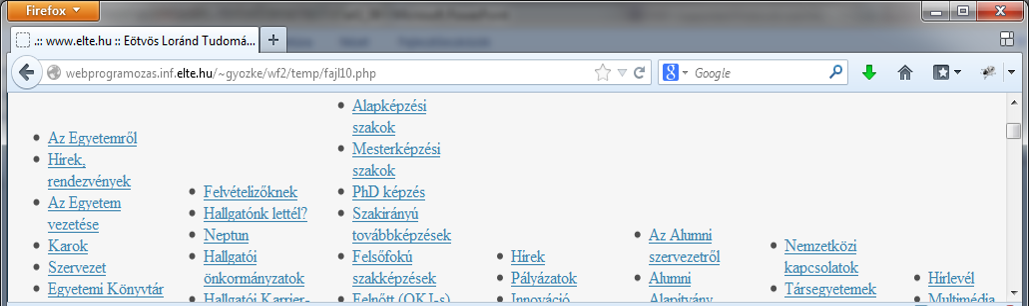 Firefox
.:: www.elte.hu :: Eötvös Loránd Tudomá...
webprogramozas.inf.elte.hu/~gyozke/wf2/temp/fajl10.php
Google
Az Egyetemről
Hírek,
rendezvények
Az Egyetem
vezetése
Karok
Szervezet
Egyetemi Könyvtár
Felvételizőknek
Hallgatónk lettél?
Neptun
Hallgatói
önkormányzatok
Hallgatói Karrier-
Alapképzési
szakok
Mesterképzési
szakok
PhD képzés
Szakirányú
továbbképzések
Felsőfokú
szakképzések
Felnőtt (OKJ-s)
Hírek
Pályázatok
Innováció
Az Alumni
szervezetről
Alumni
Alapítvány
Nemzetközi
kapcsolatok
Társegyetemek
Hírlevél
Multimédia